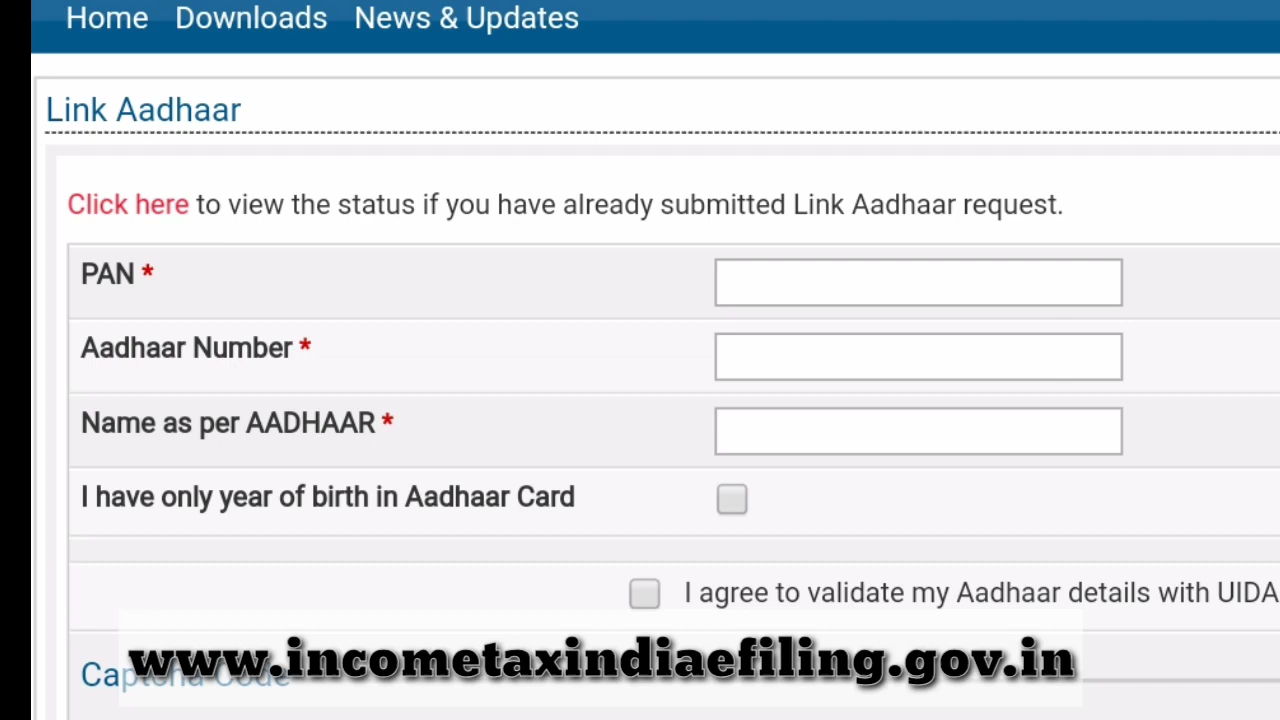 Home Downloads News & Updates
Link Aadhaar
Click here to view the status if you have already submitted Link Aadhaar request.
PAN *
Aadhaar Number *
Name as per AADHAAR *
I have only year of birth in Aadhaar Card
I agree to validate my Aadhaar details with UIDA
Captcha Code
www.incometaxindiaefiling.gov.in